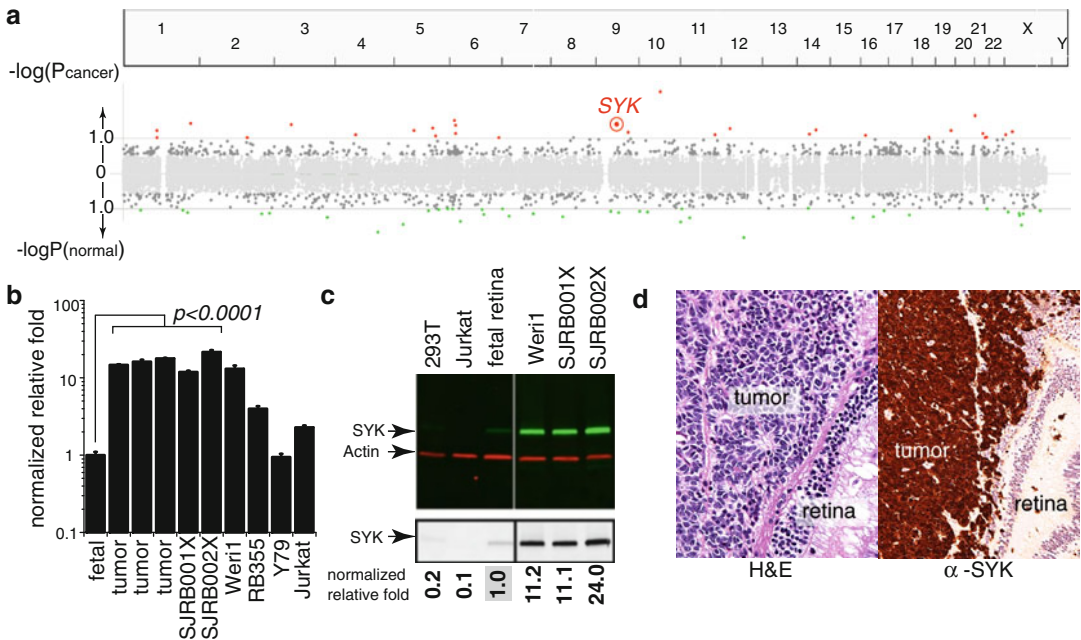 a
1 3 5 7 9 11 13 15 17 19 21 X
2 4 6 8 10 12 14 16 18 20 22 Y
-log(Pcancer)
SYK
1.0
0
1.0
-logP(normal)
b
normalized relative fold
100
10
1
0.1
p<0.0001
fetal
tumor
tumor
tumor
SJRB001X
SJRB002X
Weri1
RB355
Y79
Jurkat
c
293T
Jurkat
fetal retina
Weri1
SJRB001X
SJRB002X
SYK
Actin
SYK
normalized
relative fold
0.2
0.1
1.0
11.2
11.1
24.0
d
tumor
retina
H&E
tumor
retina
α -SYK